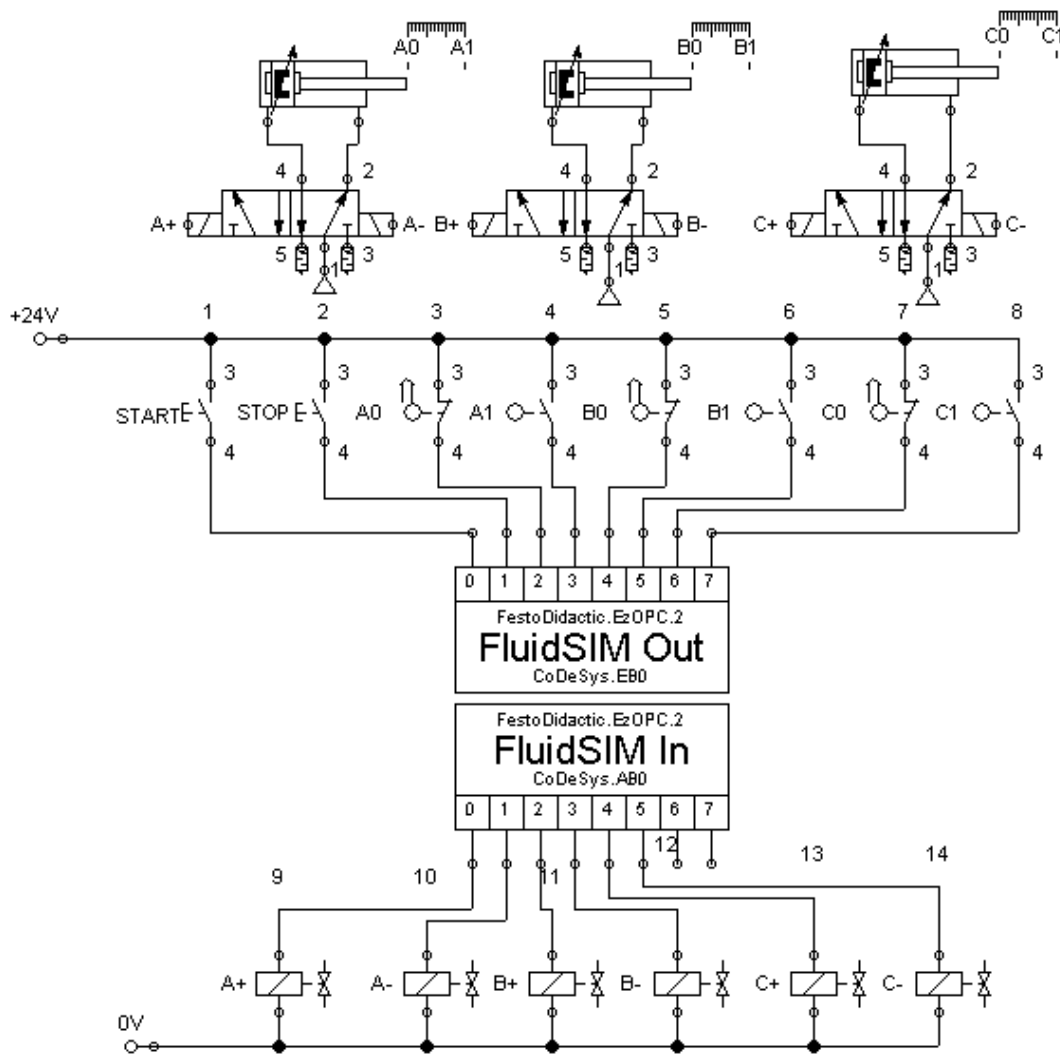 A0 A1 B0 B1 C0 C1
4 2 4 2 4 2
A+ A- B+ B- C+ C-
5 1 3 5 1 3 5 1 3
+24V 1 2 3 4 5 6 7 8
3 3 3 3 3 3 3 3
START STOP A0 A1 B0 B1 C0 C1
4 4 4 4 4 4 4 4
0 1 2 3 4 5 6 7
FestoDidactic.EzOPC.2
FluidSIM Out
CoDeSys.EB0
FestoDidactic.EzOPC.2
FluidSIM In
CoDeSys.AB0
0 1 2 3 4 5 6 7
9 10 11 12 13 14
A+ A- B+ B- C+ C-
0V